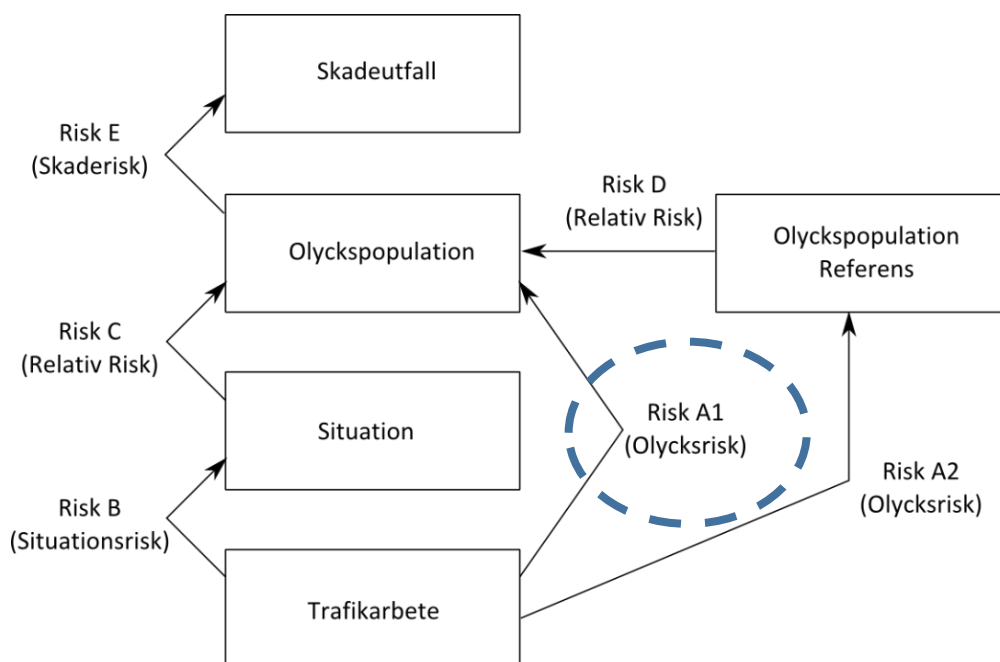 Skadeutfall
Risk E
(Skaderisk)
Risk D
(Relativ Risk)
Olyckspopulation
Olyckspopulation
Referens
Risk C
(Relativ Risk)
Situation
Risk A1
(Olycksrisk)
Risk A2
(Olycksrisk)
Risk B
(Situationsrisk)
Trafikarbete